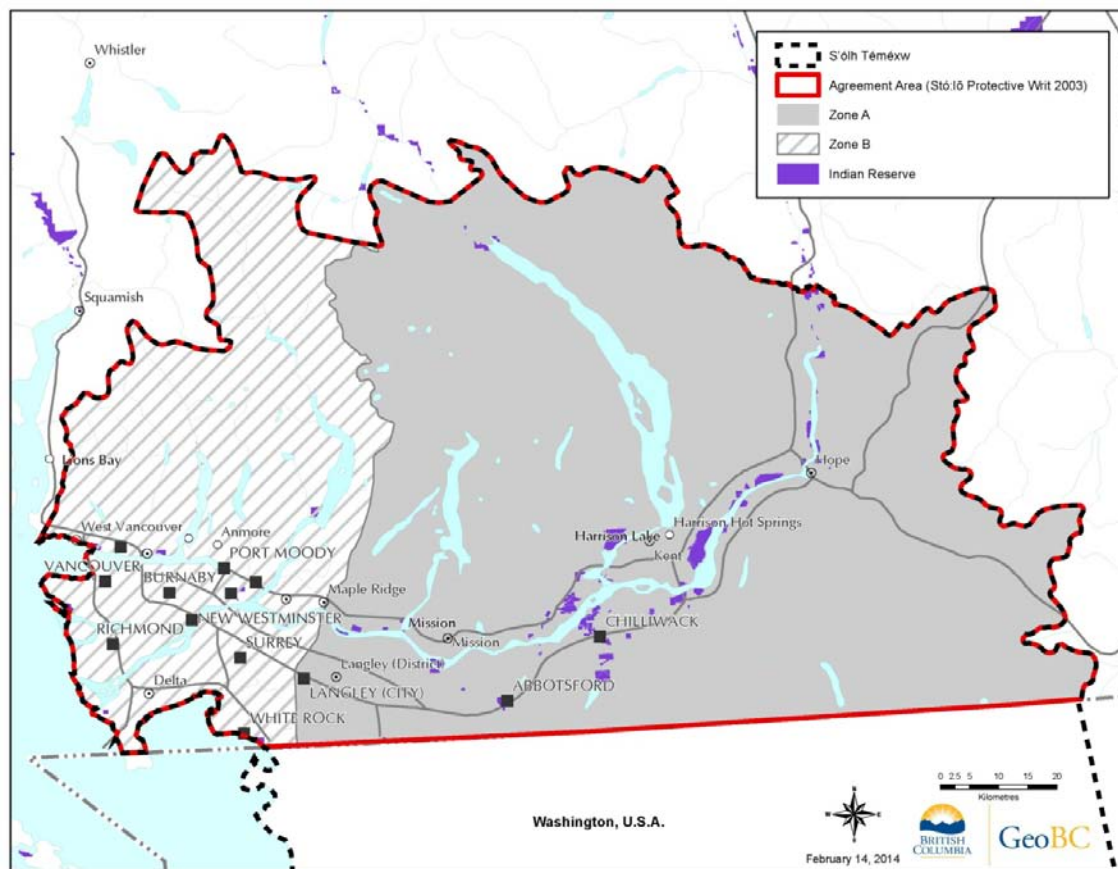 Whistler
Squamish
Lions Bay
West Vancouver
Anmore
PORT MOODY
VANCOUVER
BURNABY
Maple Ridge
NEW WESTMINSTER
RICHMOND
SURREY
Delta
Langley (District)
LANGLEY (CITY)
WHITE ROCK
Mission
Mission
ABBOTSFORD
CHILLIWACK
Harrison Hot Springs
Harrison Lake
Kent
Hope
S'ólh Téméxw
Agreement Area (Stó:lō Protective Writ 2003)
Zone A
Zone B
Indian Reserve
Washington, U.S.A.
N
W E
S
February 14, 2014
0 2.5 5 10 15 20
Kilometres
BRITISH
COLUMBIA
GeoBC